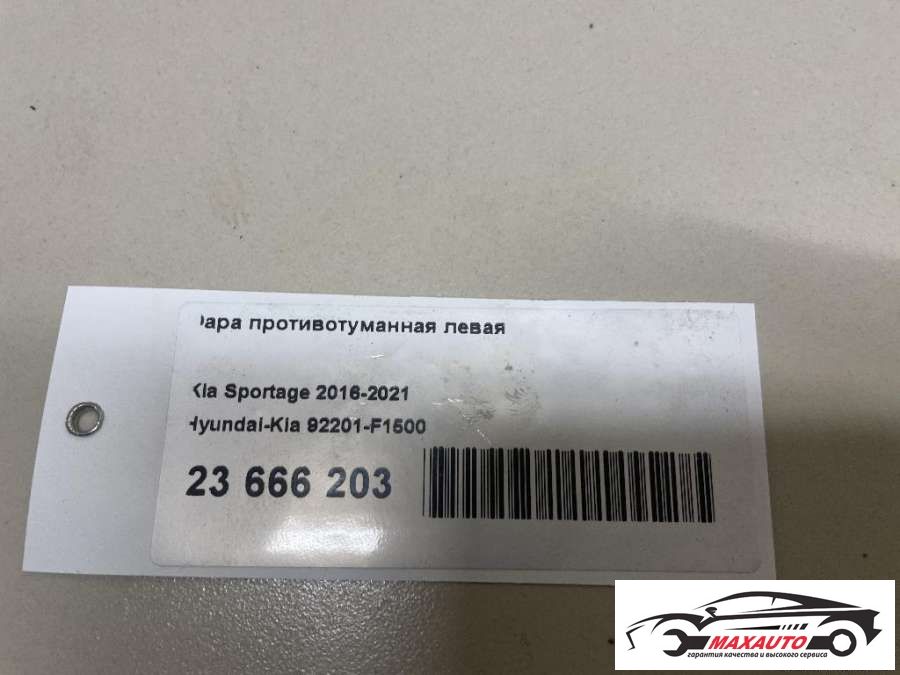 Фара противотуманная левая
Kia Sportage 2016-2021
Hyundai-Kia 92201-F1500
23 666 203
MAXAUTO
гарантия качества и высокого сервиса